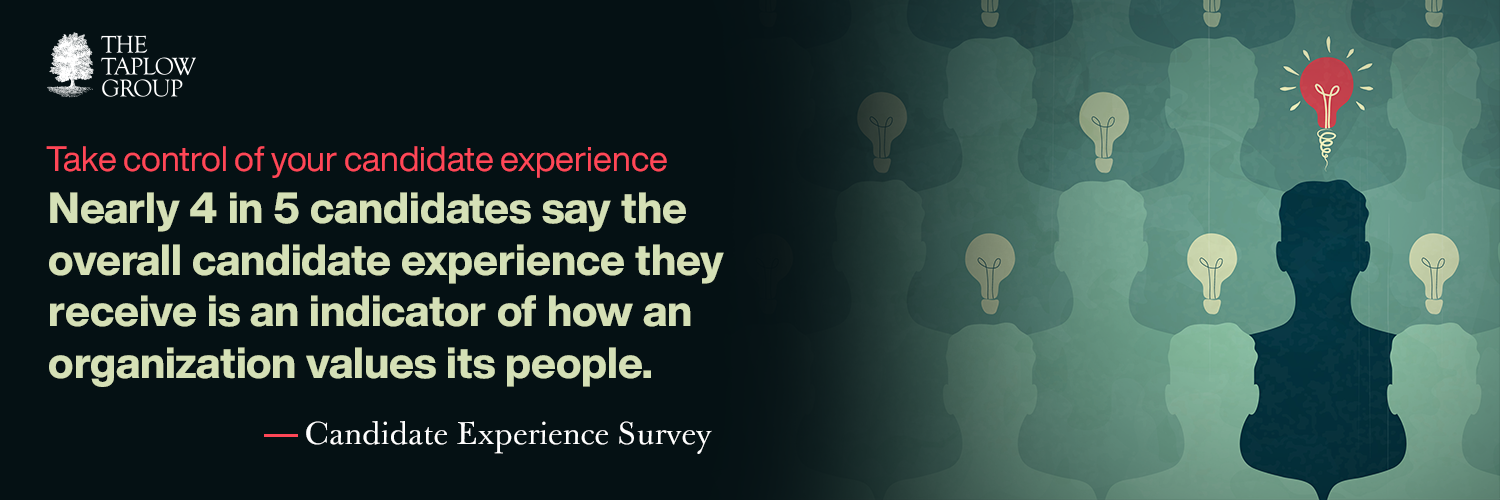 THE
TAPLOW
GROUP
Take control of your candidate experience
Nearly 4 in 5 candidates say the
overall candidate experience they
receive is an indicator of how an
organization values its people.
— Candidate Experience Survey